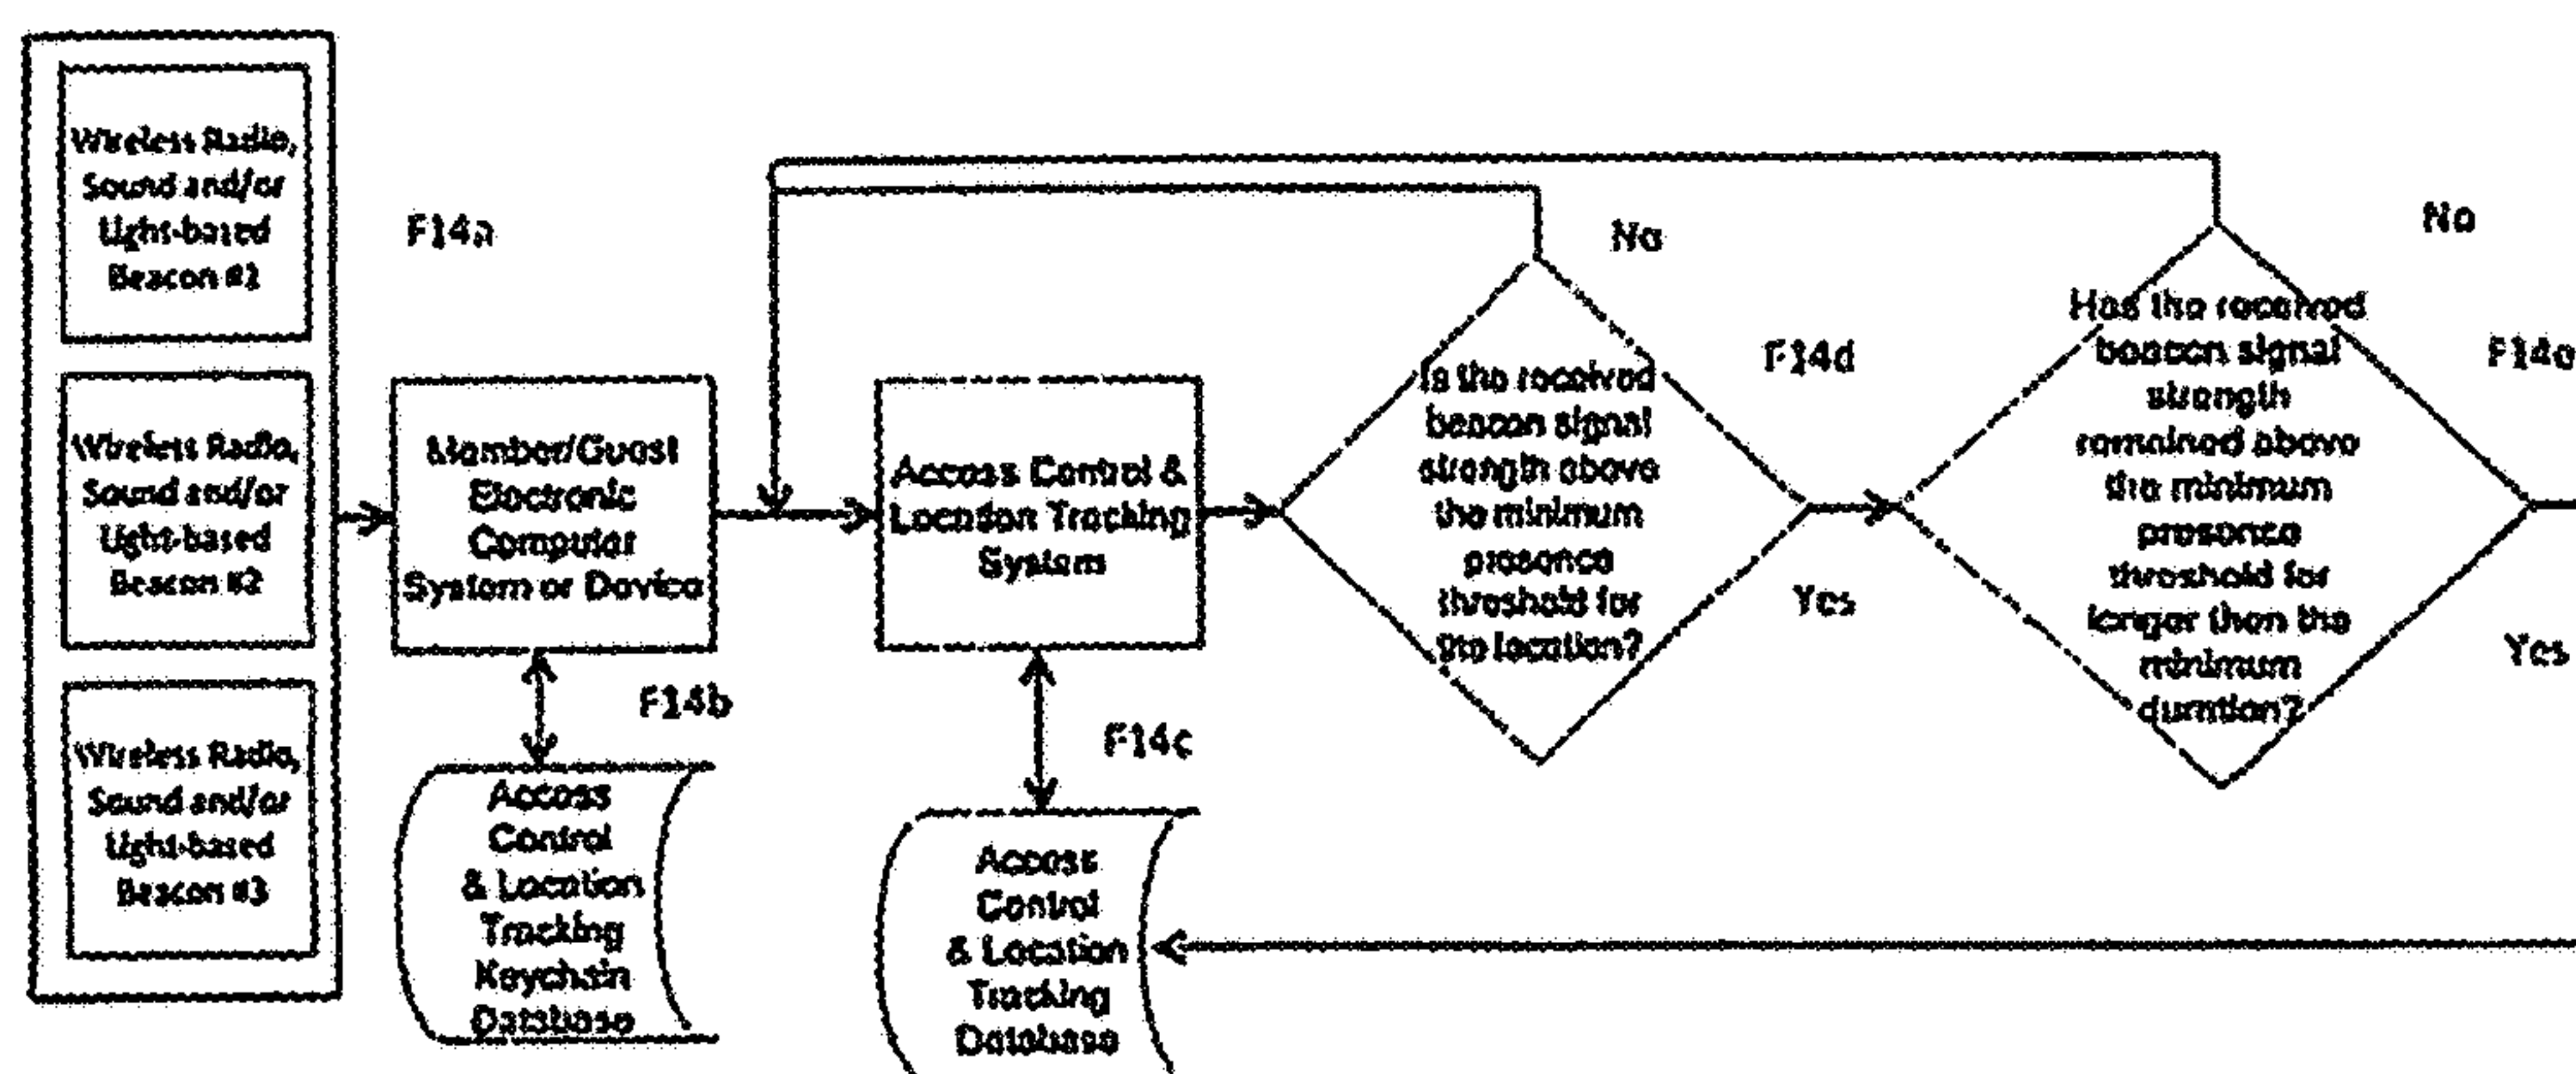 Wireless Radio,
Sound and/or
Light-based
Beacon #1
Wireless Radio,
Sound and/or
Light-based
Beacon #2
Wireless Radio,
Sound and/or
Light-based
Beacon #3
F14a
Member/Guest
Electronic
Computer
System or Device
F14b
Access
Control
& Location
Tracking
Keychain
Database
Access Control &
Location Tracking
System
F14c
Access
Control
& Location
Tracking
Database
No
Is the received
beacon signal
strength above
the minimum
presence
threshold for
the location?
F14d
Yes
No
Has the received
beacon signal
strength
remained above
the minimum
presence
threshold for
longer than the
minimum
duration?
F14e
Yes